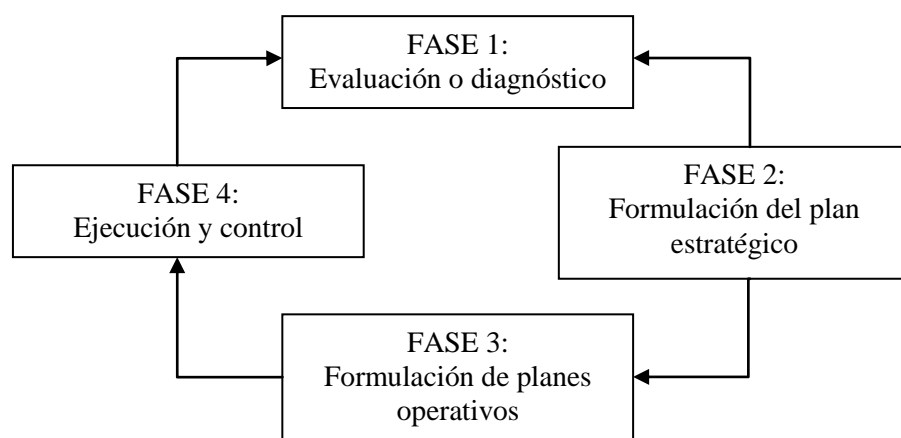 FASE 1:
Evaluación o diagnóstico
FASE 2:
Formulación del plan
estratégico
FASE 3:
Formulación de planes
operativos
FASE 4:
Ejecución y control